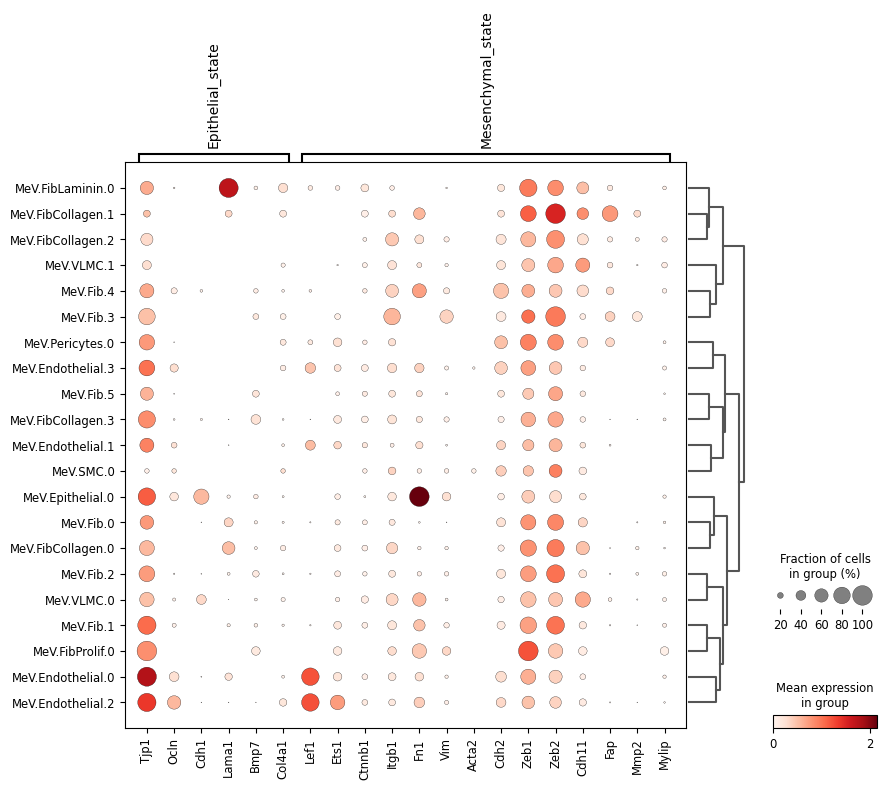 Epithelial_state
Mesenchymal_state
MeV.FibLaminin.0
MeV.FibCollagen.1
MeV.FibCollagen.2
MeV.VLMC.1
MeV.Fib.4
MeV.Fib.3
MeV.Pericytes.0
MeV.Endothelial.3
MeV.Fib.5
MeV.FibCollagen.3
MeV.Endothelial.1
MeV.SMC.0
MeV.Epithelial.0
MeV.Fib.0
MeV.FibCollagen.0
MeV.Fib.2
MeV.VLMC.0
MeV.Fib.1
MeV.FibProlif.0
MeV.Endothelial.0
MeV.Endothelial.2
Tjp1
Ocln
Cdh1
Lama1
Bmp7
Col4a1
Lef1
Ets1
Ctnnb1
Itgb1
Fn1
Vim
Acta2
Cdh2
Zeb1
Zeb2
Cdh11
Fap
Mmp2
Mylip
Fraction of cells
in group (%)
20 40 60 80 100
Mean expression
in group
0 2